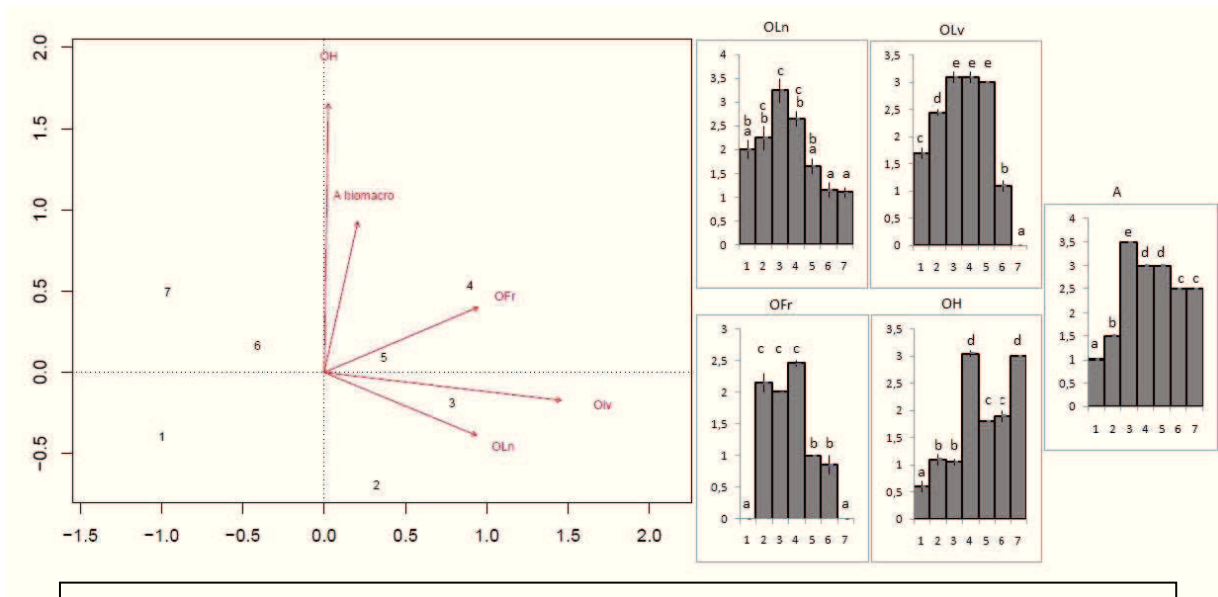 2.0
1.5
1.0
0.5
0.0
−0.5
−1.5 −1.0 −0.5 0.0 0.5 1.0 1.5 2.0
OH
A biomacro
OFr
Olv
OLn
7
6
1
4
5
3
2
OLn
4
3,5
3
2,5
2
1,5
1
0,5
0
b a
c b
c
c b
b a
a
a
1 2 3 4 5 6 7
OLv
3,5
3
2,5
2
1,5
1
0,5
0
c d e e e b a
1 2 3 4 5 6 7
OFr
3
2,5
2
1,5
1
0,5
0
a c c c b b a
1 2 3 4 5 6 7
OH
3,5
3
2,5
2
1,5
1
0,5
0
a b b d c c d
1 2 3 4 5 6 7
A
4
3,5
3
2,5
2
1,5
1
0,5
0
a b e d d c c
1 2 3 4 5 6 7